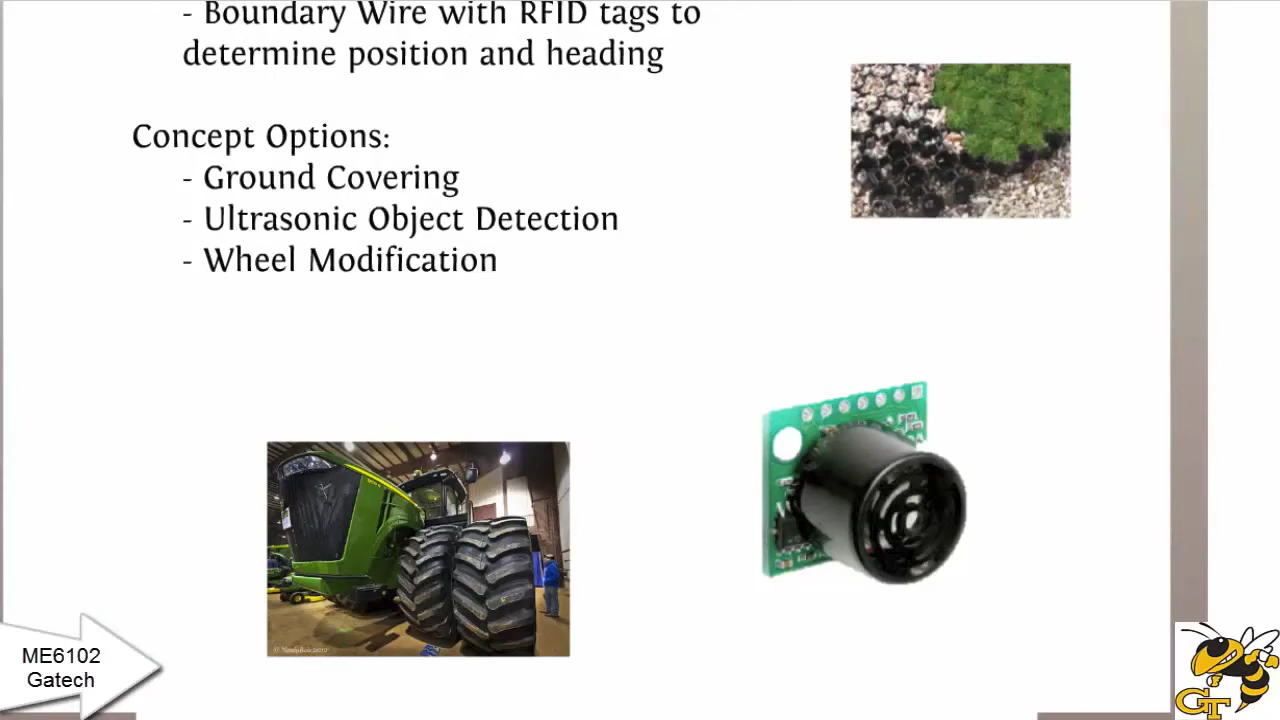 - Boundary Wire with RFID tags to
determine position and heading
Concept Options:
- Ground Covering
- Ultrasonic Object Detection
- Wheel Modification
ME6102
Gatech
GT